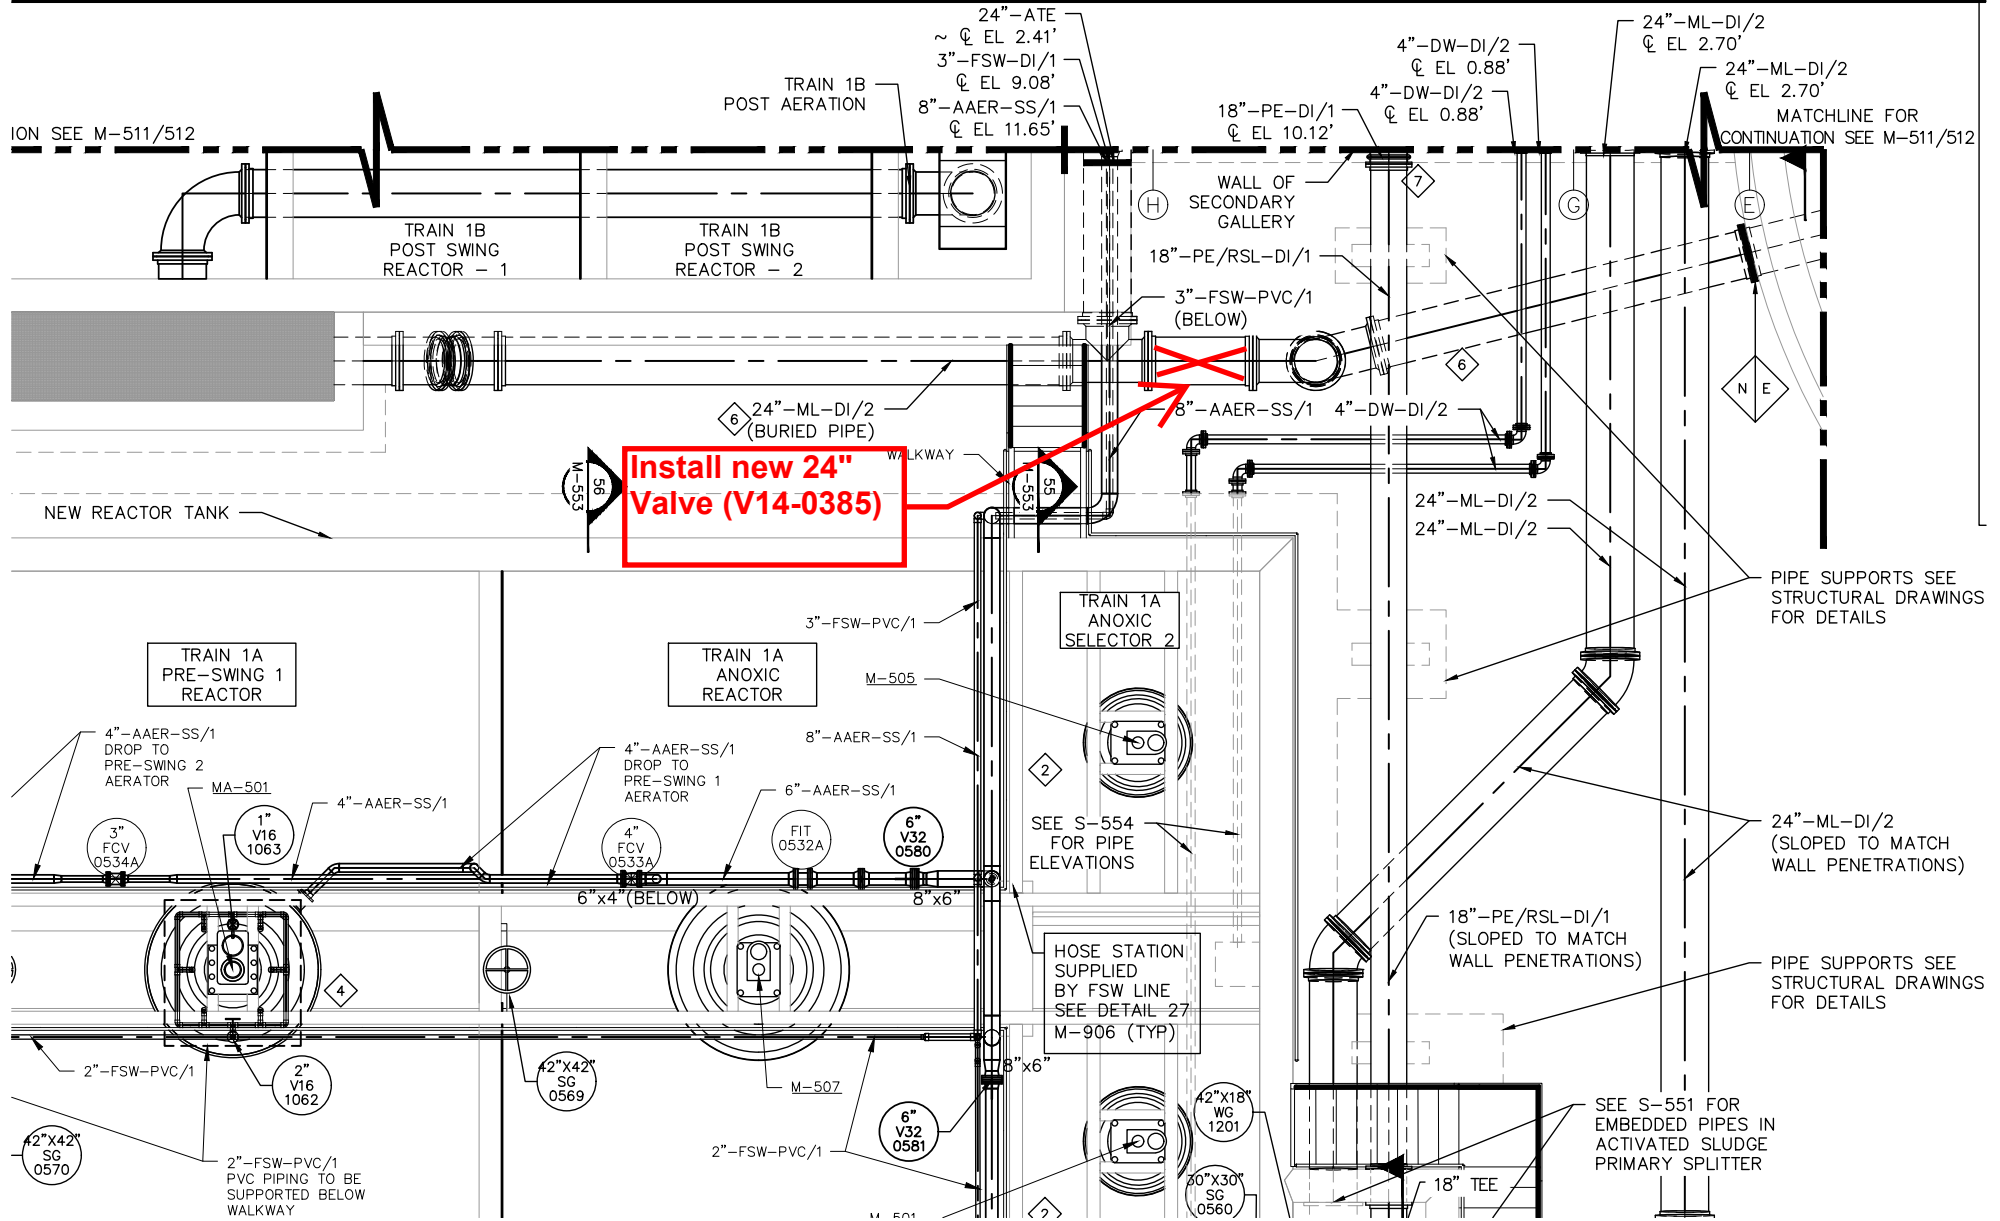 24"-ATE
~ ℄ EL 2.41'
3"-FSW-DI/1
℄ EL 9.08'
8"-AAER-SS/1
℄ EL 11.65'
TRAIN 1B
POST AERATION
4"-DW-DI/2
℄ EL 0.88'
4"-DW-DI/2
℄ EL 0.88'
18"-PE-DI/1
℄ EL 10.12'
24"-ML-DI/2
℄ EL 2.70'
24"-ML-DI/2
℄ EL 2.70'
MATCHLINE FOR
CONTINUATION SEE M-511/512
ION SEE M-511/512
TRAIN 1B
POST SWING
REACTOR - 1
TRAIN 1B
POST SWING
REACTOR - 2
H
WALL OF
SECONDARY
GALLERY
7
G
E
18"-PE/RSL-DI/1
3"-FSW-PVC/1
(BELOW)
6
N E
6
24"-ML-DI/2
(BURIED PIPE)
8"-AAER-SS/1
4"-DW-DI/2
WALKWAY
56
M-553
55
M-553
Install new 24"
Valve (V14-0385)
NEW REACTOR TANK
24"-ML-DI/2
24"-ML-DI/2
PIPE SUPPORTS SEE
STRUCTURAL DRAWINGS
FOR DETAILS
3"-FSW-PVC/1
TRAIN 1A
ANOXIC
SELECTOR 2
TRAIN 1A
PRE-SWING 1
REACTOR
TRAIN 1A
ANOXIC
REACTOR
M-505
8"-AAER-SS/1
4"-AAER-SS/1
DROP TO
PRE-SWING 2
AERATOR
MA-501
4"-AAER-SS/1
4"-AAER-SS/1
DROP TO
PRE-SWING 1
AERATOR
6"-AAER-SS/1
2
3"
FCV
0534A
1"
V16
1063
4"
FCV
0533A
FIT
0532A
6"
V32
0580
SEE S-554
FOR PIPE
ELEVATIONS
24"-ML-DI/2
(SLOPED TO MATCH
WALL PENETRATIONS)
6"x4"(BELOW)
8"x6"
18"-PE/RSL-DI/1
(SLOPED TO MATCH
WALL PENETRATIONS)
HOSE STATION
SUPPLIED
BY FSW LINE
SEE DETAIL 27
M-906 (TYP)
PIPE SUPPORTS SEE
STRUCTURAL DRAWINGS
FOR DETAILS
4
2"-FSW-PVC/1
2"
V16
1062
42"X42"
SG
0569
M-507
8"x6"
6"
V32
0581
42"X18"
WG
1201
SEE S-551 FOR
EMBEDDED PIPES IN
ACTIVATED SLUDGE
PRIMARY SPLITTER
42"X42"
SG
0570
2"-FSW-PVC/1
PVC PIPING TO BE
SUPPORTED BELOW
WALKWAY
2"-FSW-PVC/1
30"X30"
SG
0560
18" TEE
M-501
2